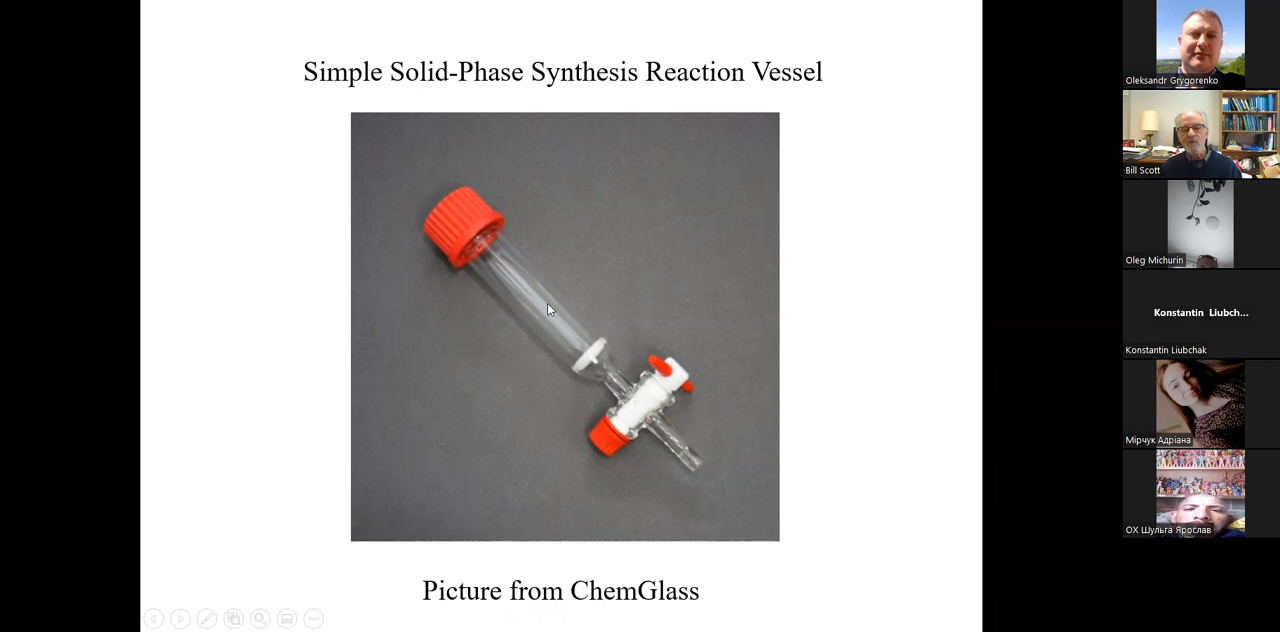 Simple Solid-Phase Synthesis Reaction Vessel
Picture from ChemGlass
Oleksandr Grygorenko
Bill Scott
Oleg Michurin
Konstantin Liubch...
Konstantin Liubchak
Мірчук Адріана
ОХ Шульга Ярослав